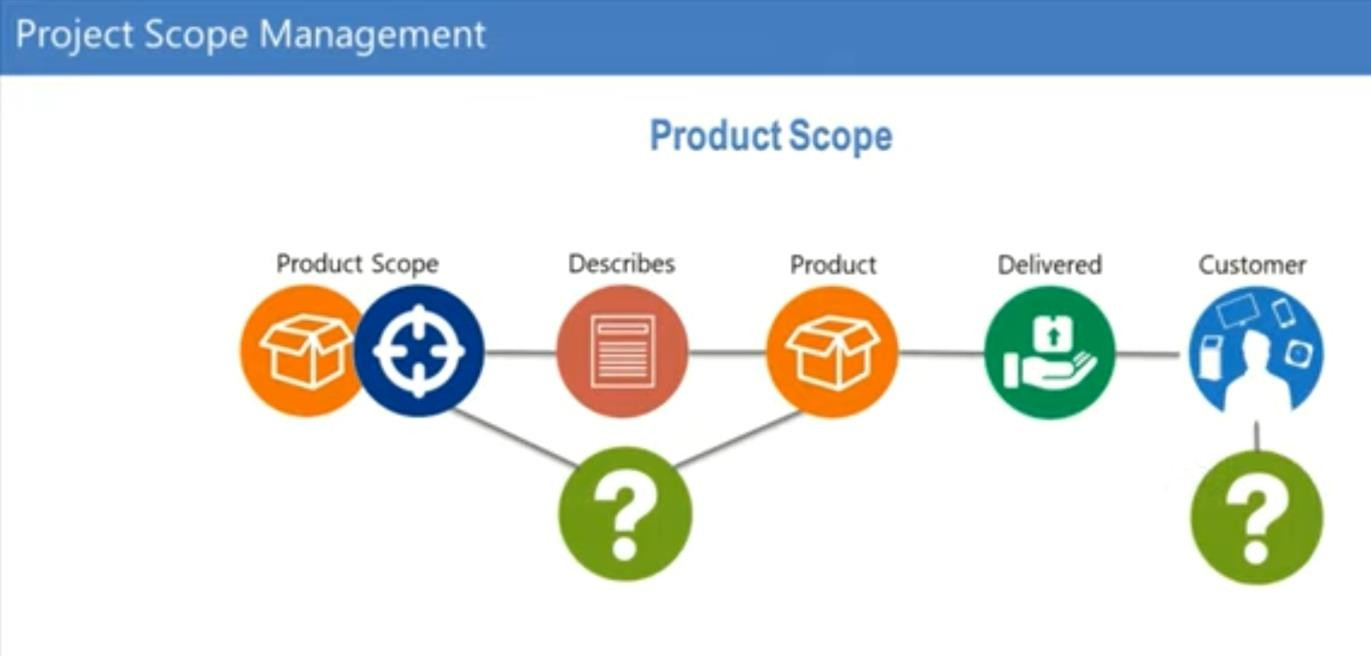 Project Scope Management
Product Scope
Product Scope
Describes
Product
Delivered
Customer
?
?